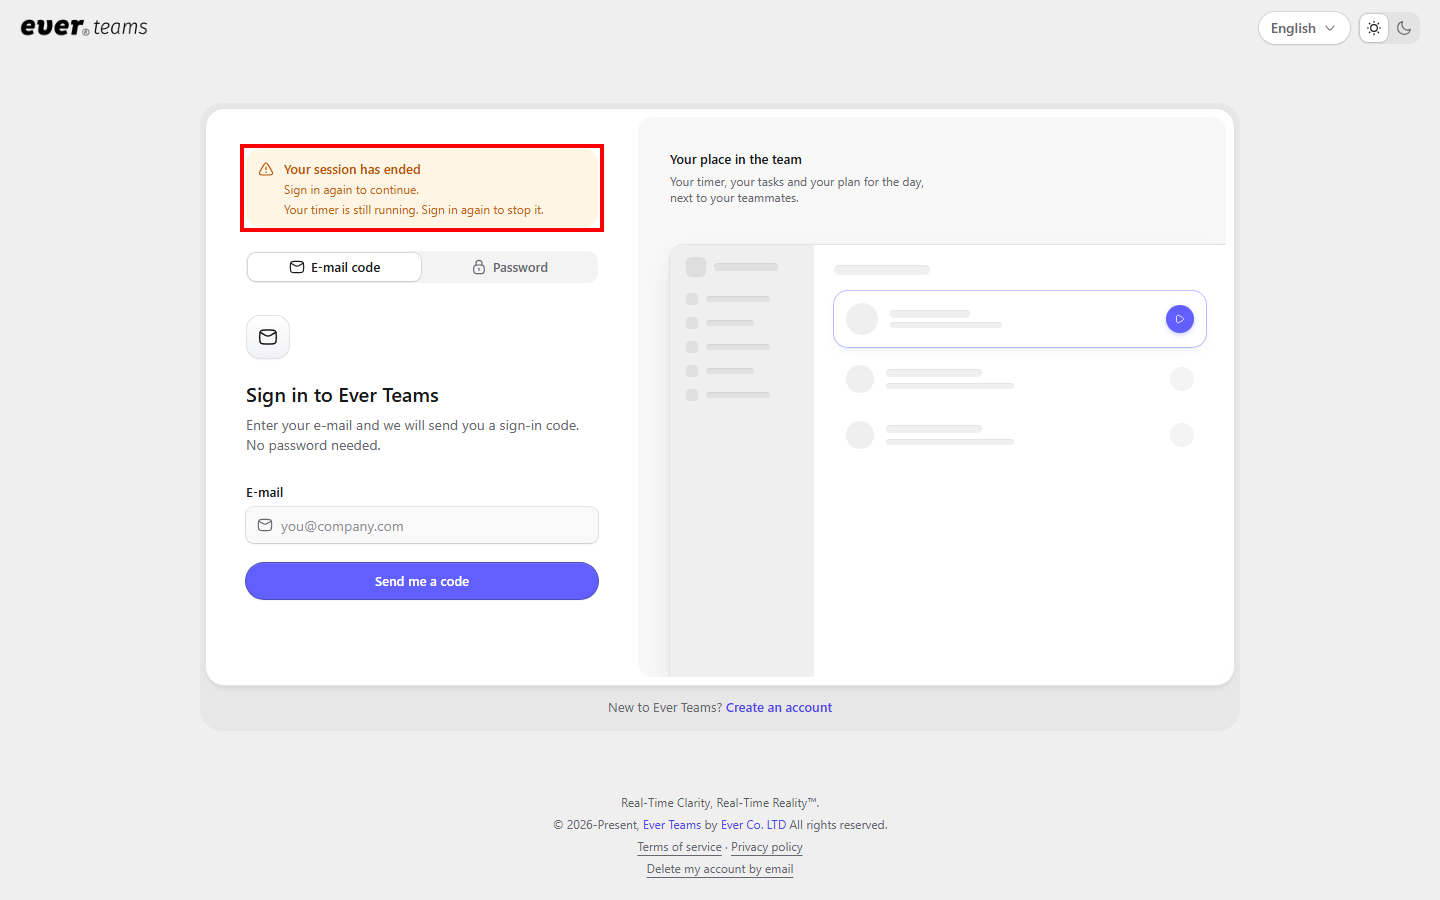 ever® teams
English
Your session has ended
Sign in again to continue.
Your timer is still running. Sign in again to stop it.
E-mail code
Password
Sign in to Ever Teams
Enter your e-mail and we will send you a sign-in code.
No password needed.
E-mail
you@company.com
Send me a code
Your place in the team
Your timer, your tasks and your plan for the day,
next to your teammates.
New to Ever Teams? Create an account
Real-Time Clarity, Real-Time Reality™.
© 2026-Present, Ever Teams by Ever Co. LTD All rights reserved.
Terms of service · Privacy policy
Delete my account by email